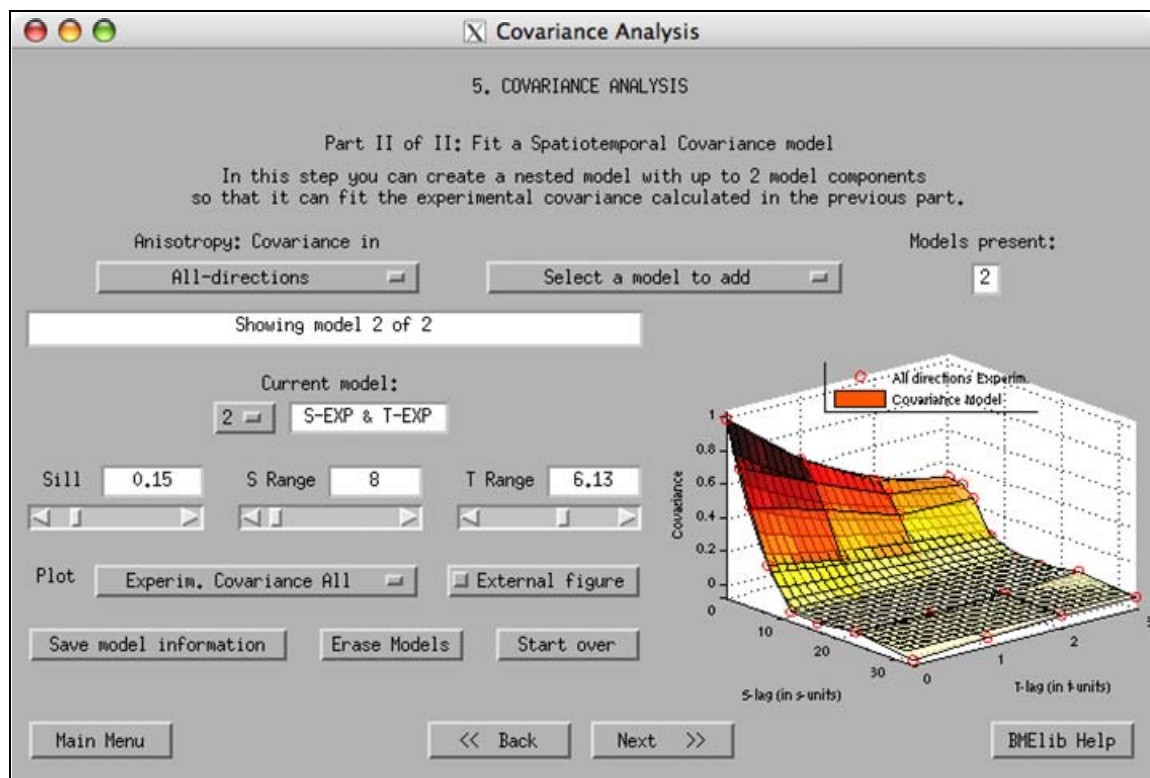 X Covariance Analysis
5. COVARIANCE ANALYSIS
Part II of II: Fit a Spatiotemporal Covariance model
In this step you can create a nested model with up to 2 model components
so that it can fit the experimental covariance calculated in the previous part.
Anisotropy: Covariance in
Models present:
All-directions
Select a model to add
2
Showing model 2 of 2
Current model:
2
S-EXP & T-EXP
Sill 0.15 S Range 8 T Range 6.13
Plot Experim. Covariance All External figure
Save model information Erase Models Start over
All directions Experim.
Covariance Model
1
0.8
0.6
0.4
0.2
0
Covariance
0
10
20
30
S-lag (in s-units)
0
1
2
T-lag (in t-units)
Main Menu << Back Next >> BMElib Help